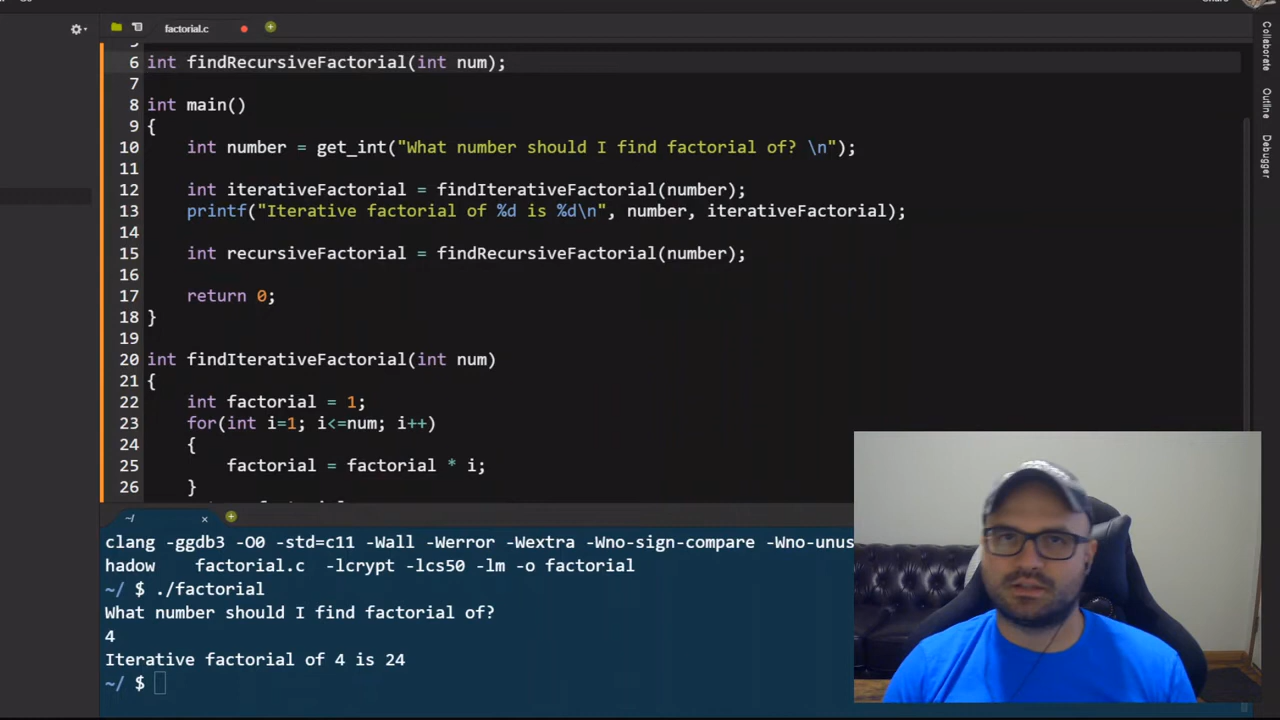 factorial.c
Collaborate
Outline
Debugger
6 int findRecursiveFactorial(int num);
7
8 int main()
9 {
10 int number = get_int("What number should I find factorial of? \n");
11
12 int iterativeFactorial = findIterativeFactorial(number);
13 printf("Iterative factorial of %d is %d\n", number, iterativeFactorial);
14
15 int recursiveFactorial = findRecursiveFactorial(number);
16
17 return 0;
18 }
19
20 int findIterativeFactorial(int num)
21 {
22 int factorial = 1;
23 for(int i=1; i<=num; i++)
24 {
25 factorial = factorial * i;
26 }
~/
clang -ggdb3 -O0 -std=c11 -Wall -Werror -Wextra -Wno-sign-compare
hadow factorial.c -lcrypt -lcs50 -lm -o factorial
~/ $ ./factorial
What number should I find factorial of?
4
Iterative factorial of 4 is 24
~/ $